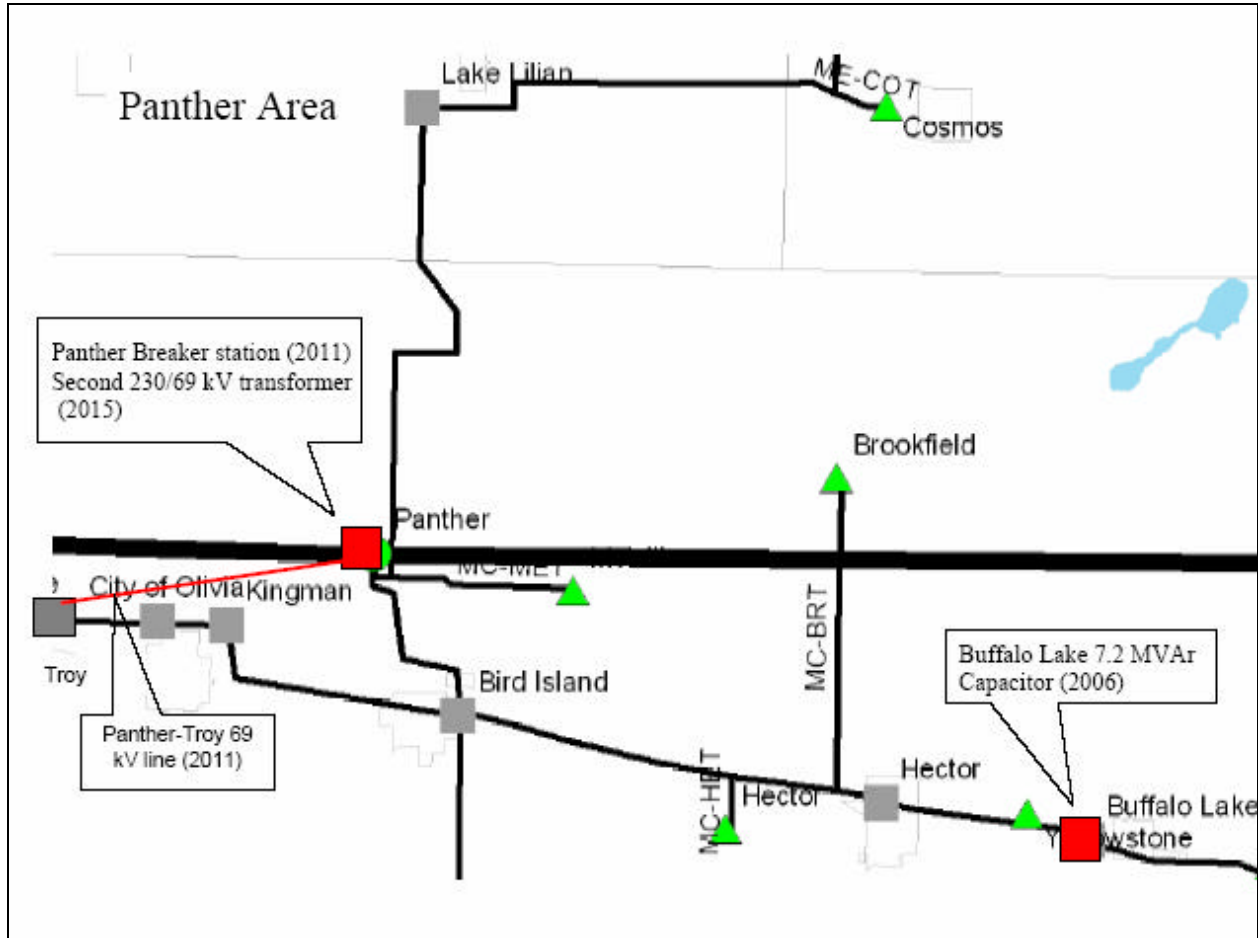 Lake Lilian
ME-COT
Panther Area
Cosmos
Panther Breaker station (2011)
Second 230/69 kV transformer
(2015)
Brookfield
Panther
MC-MET
City of Olivia
Kingman
MC-BRT
Troy
Bird Island
Buffalo Lake 7.2 MVAr
Capacitor (2006)
Panther-Troy 69
kV line (2011)
MC-HET
Hector
Hector
Buffalo Lake